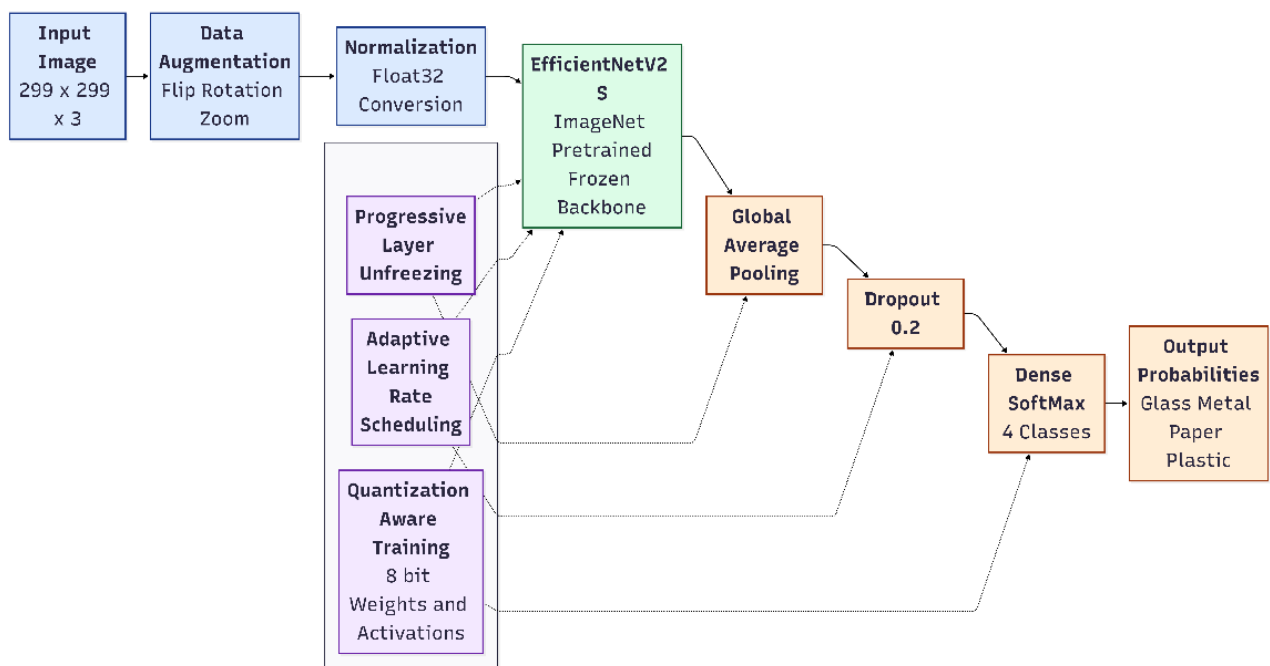 Input
Image
299 x 299
x 3
Data
Augmentation
Flip Rotation
Zoom
Normalization
Float32
Conversion
EfficientNetV2
S
ImageNet
Pretrained
Frozen
Backbone
Progressive
Layer
Unfreezing
Adaptive
Learning
Rate
Scheduling
Quantization
Aware
Training
8 bit
Weights and
Activations
Global
Average
Pooling
Dropout
0.2
Dense
SoftMax
4 Classes
Output
Probabilities
Glass Metal
Paper
Plastic